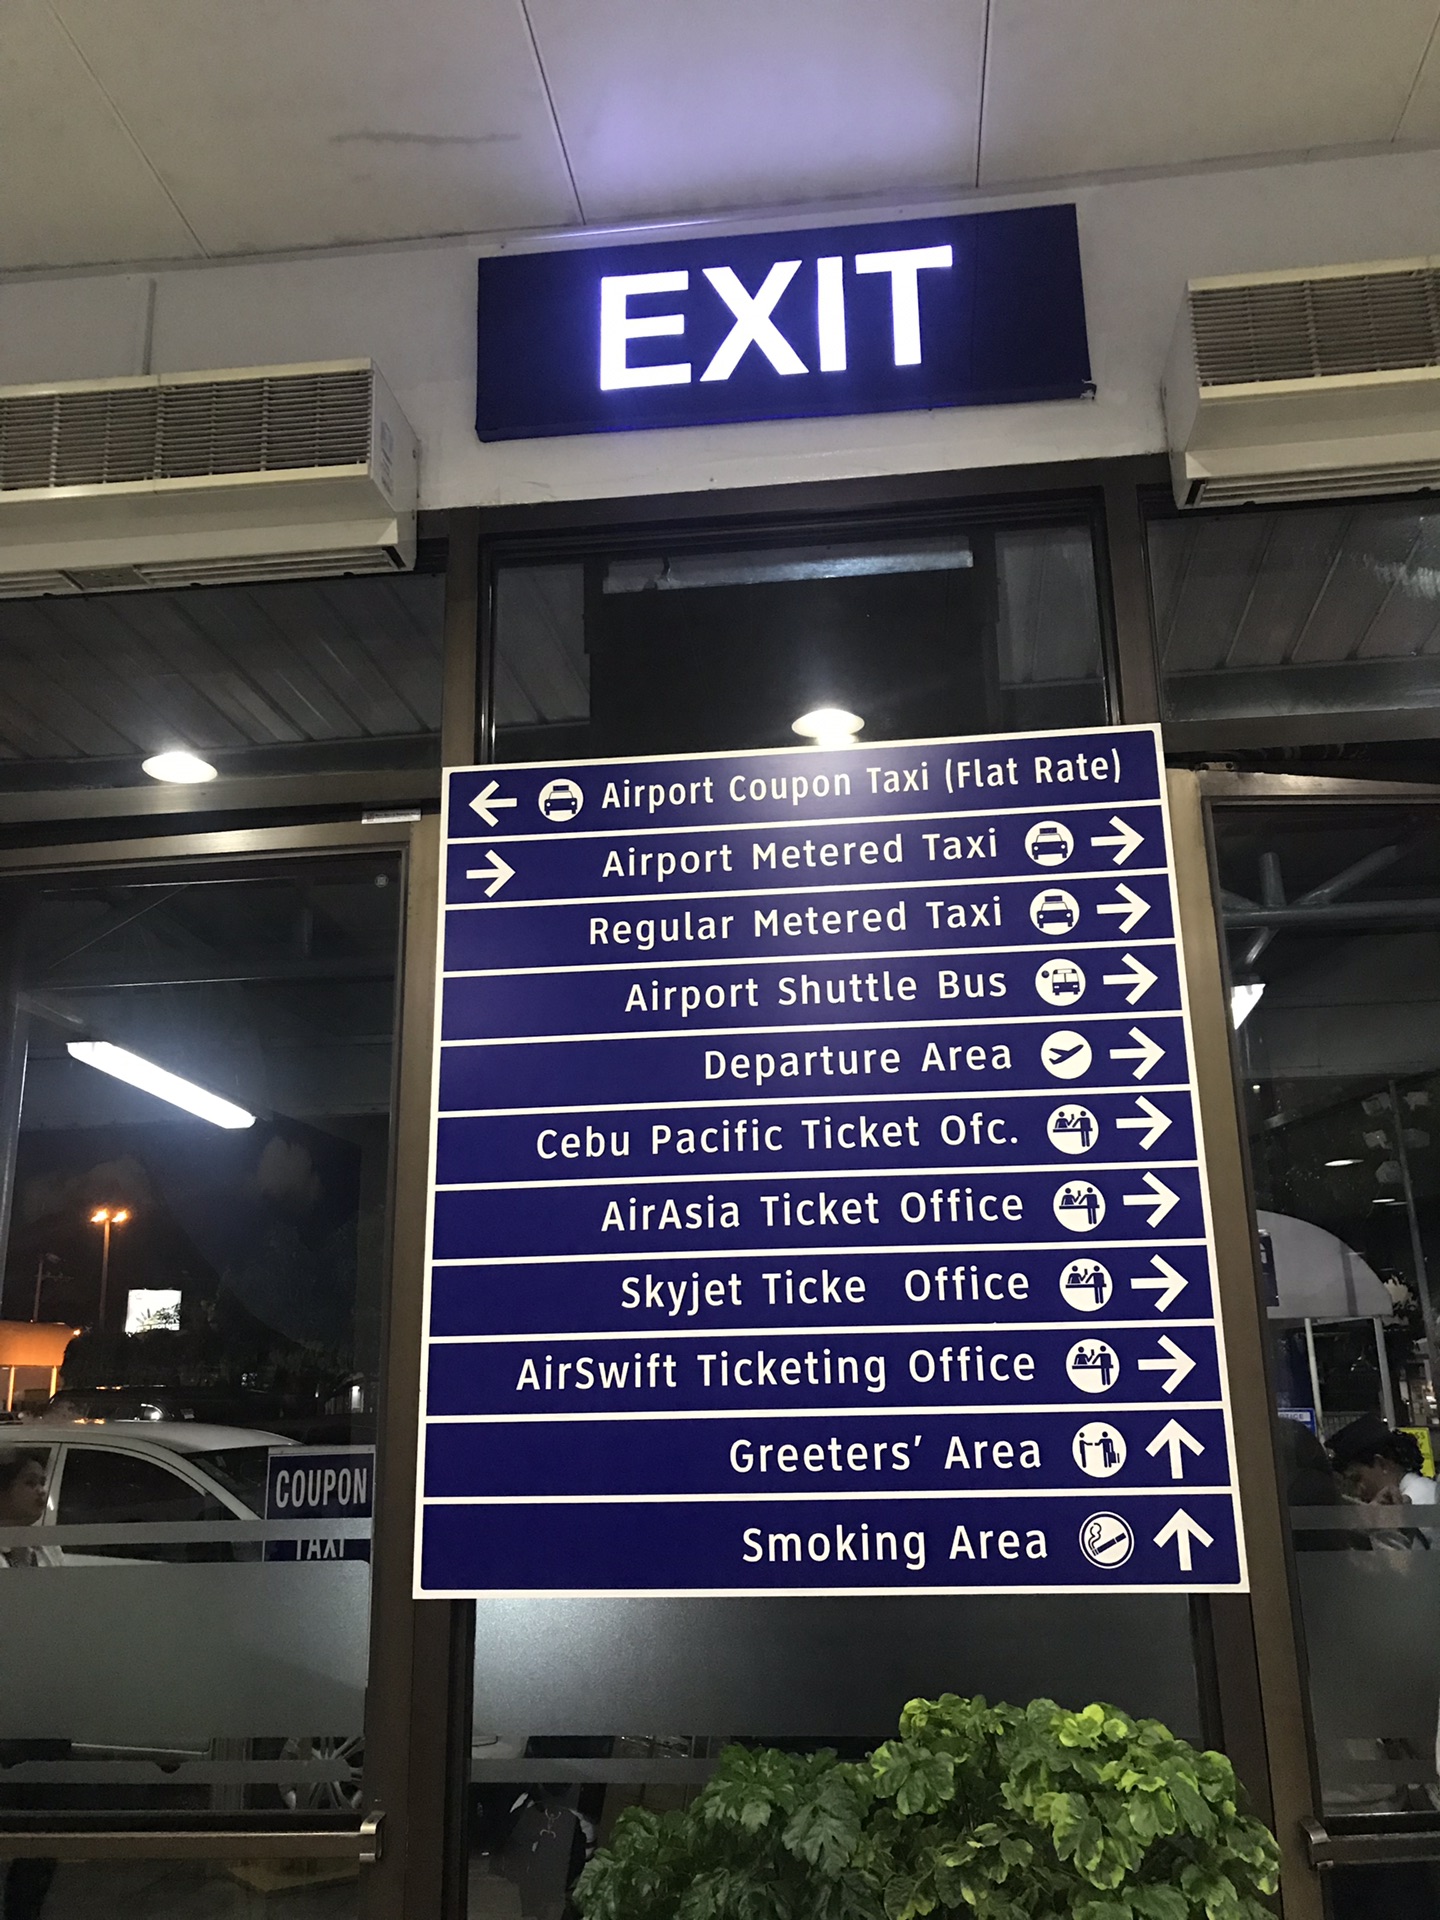 EXIT
Airport Coupon Taxi (Flat Rate)
Airport Metered Taxi
Regular Metered Taxi
Airport Shuttle Bus
Departure Area
Cebu Pacific Ticket Ofc.
AirAsia Ticket Office
Skyjet Ticke Office
AirSwift Ticketing Office
Greeters' Area
Smoking Area
COUPON
TAXI